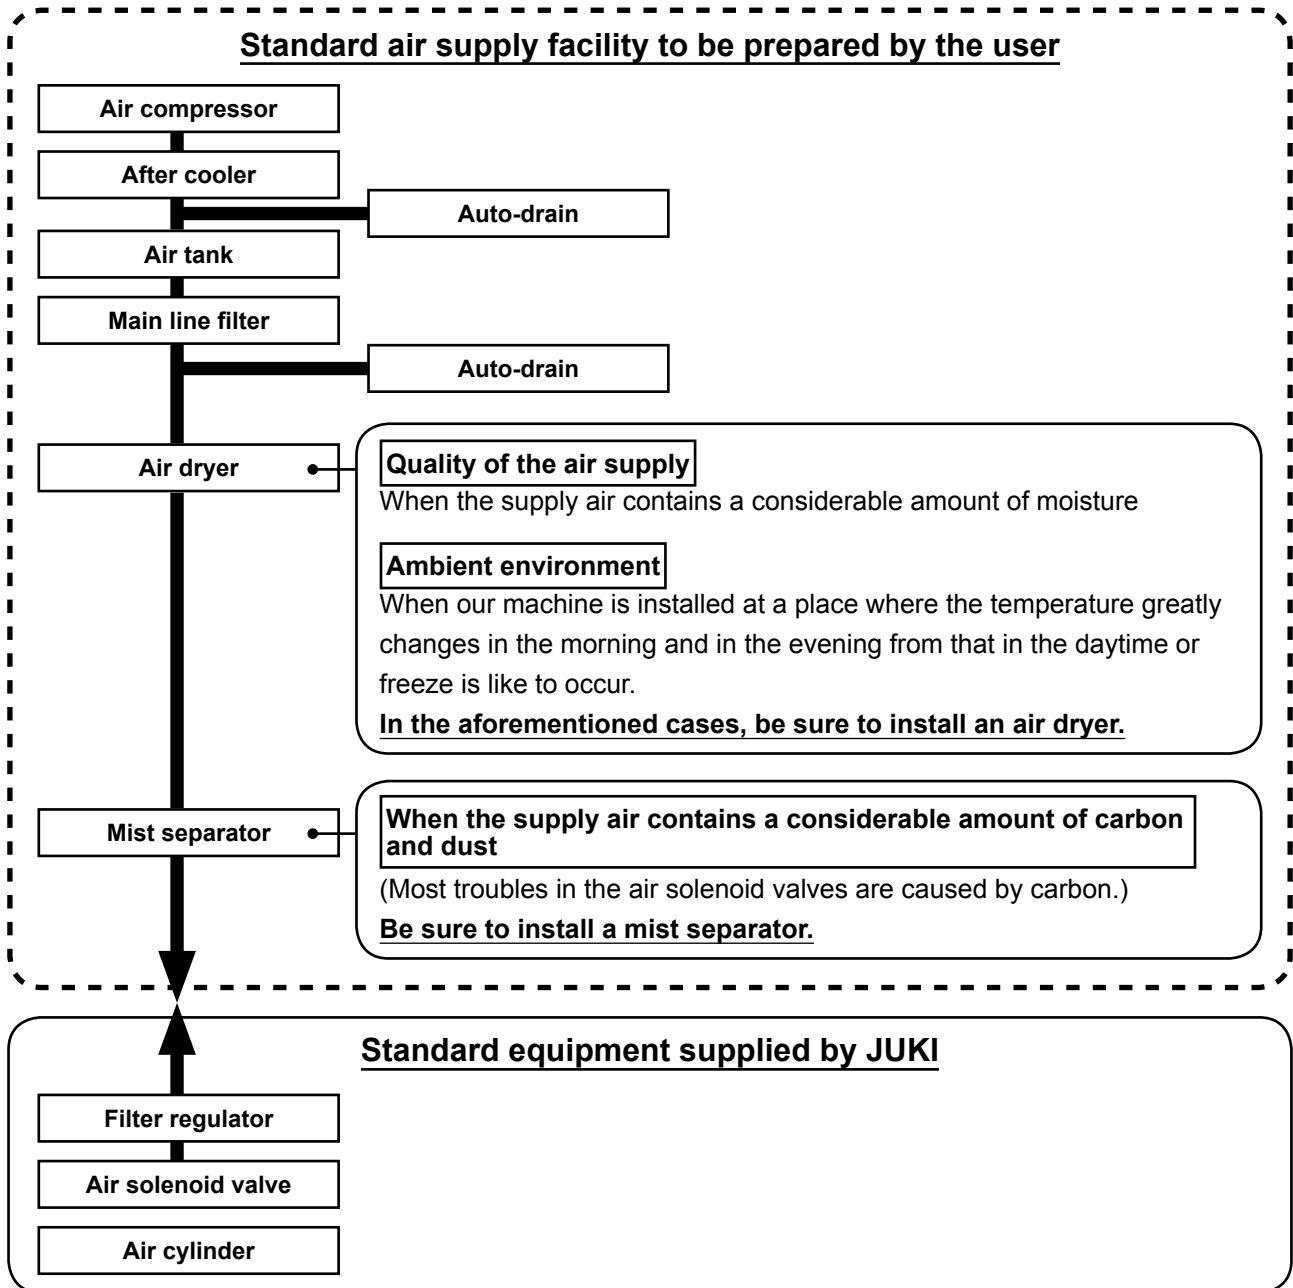 Standard air supply facility to be prepared by the user
Air compressor
After cooler
Auto-drain
Air tank
Main line filter
Auto-drain
Air dryer
Quality of the air supply
When the supply air contains a considerable amount of moisture
Ambient environment
When our machine is installed at a place where the temperature greatly
changes in the morning and in the evening from that in the daytime or
freeze is like to occur.
In the aforementioned cases, be sure to install an air dryer.
Mist separator
When the supply air contains a considerable amount of carbon
and dust
(Most troubles in the air solenoid valves are caused by carbon.)
Be sure to install a mist separator.
Standard equipment supplied by JUKI
Filter regulator
Air solenoid valve
Air cylinder